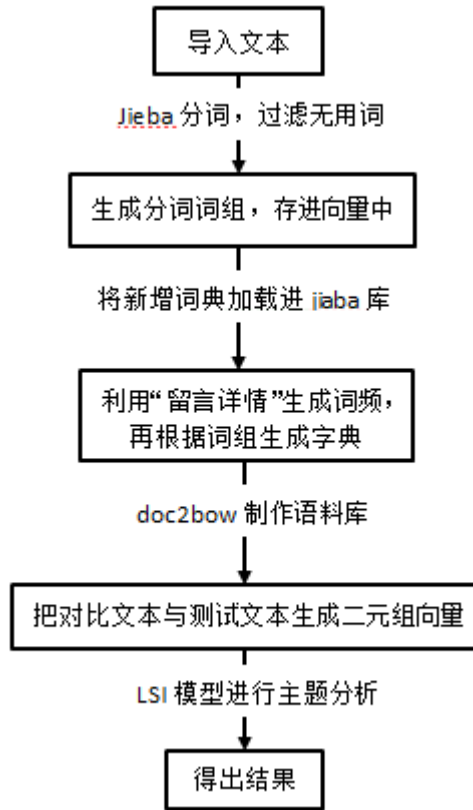 导入文本
Jieba 分词，过滤无用词
生成分词词组，存进向量中
将新增词典加载进 jiaba 库
利用“留言详情”生成词频，
再根据词组生成字典
doc2bow 制作语料库
把对比文本与测试文本生成二元组向量
LSI 模型进行主题分析
得出结果